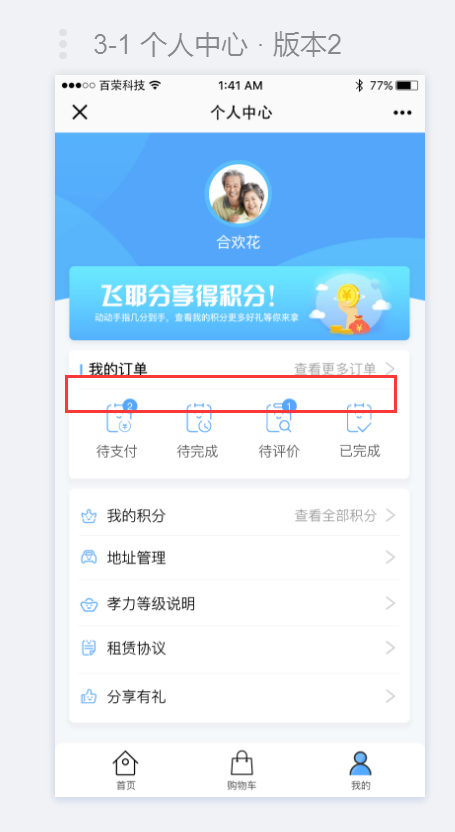 3-1 个人中心 · 版本2
百荣科技 1:41 AM 77%
个人中心
合欢花
飞耶分享得积分！
动动手指几分到手，查看我的积分更多好礼等你来拿
我的订单 查看更多订单
2 1
待支付 待完成 待评价 已完成
我的积分 查看全部积分
地址管理
孝力等级说明
租赁协议
分享有礼
首页 购物车 我的